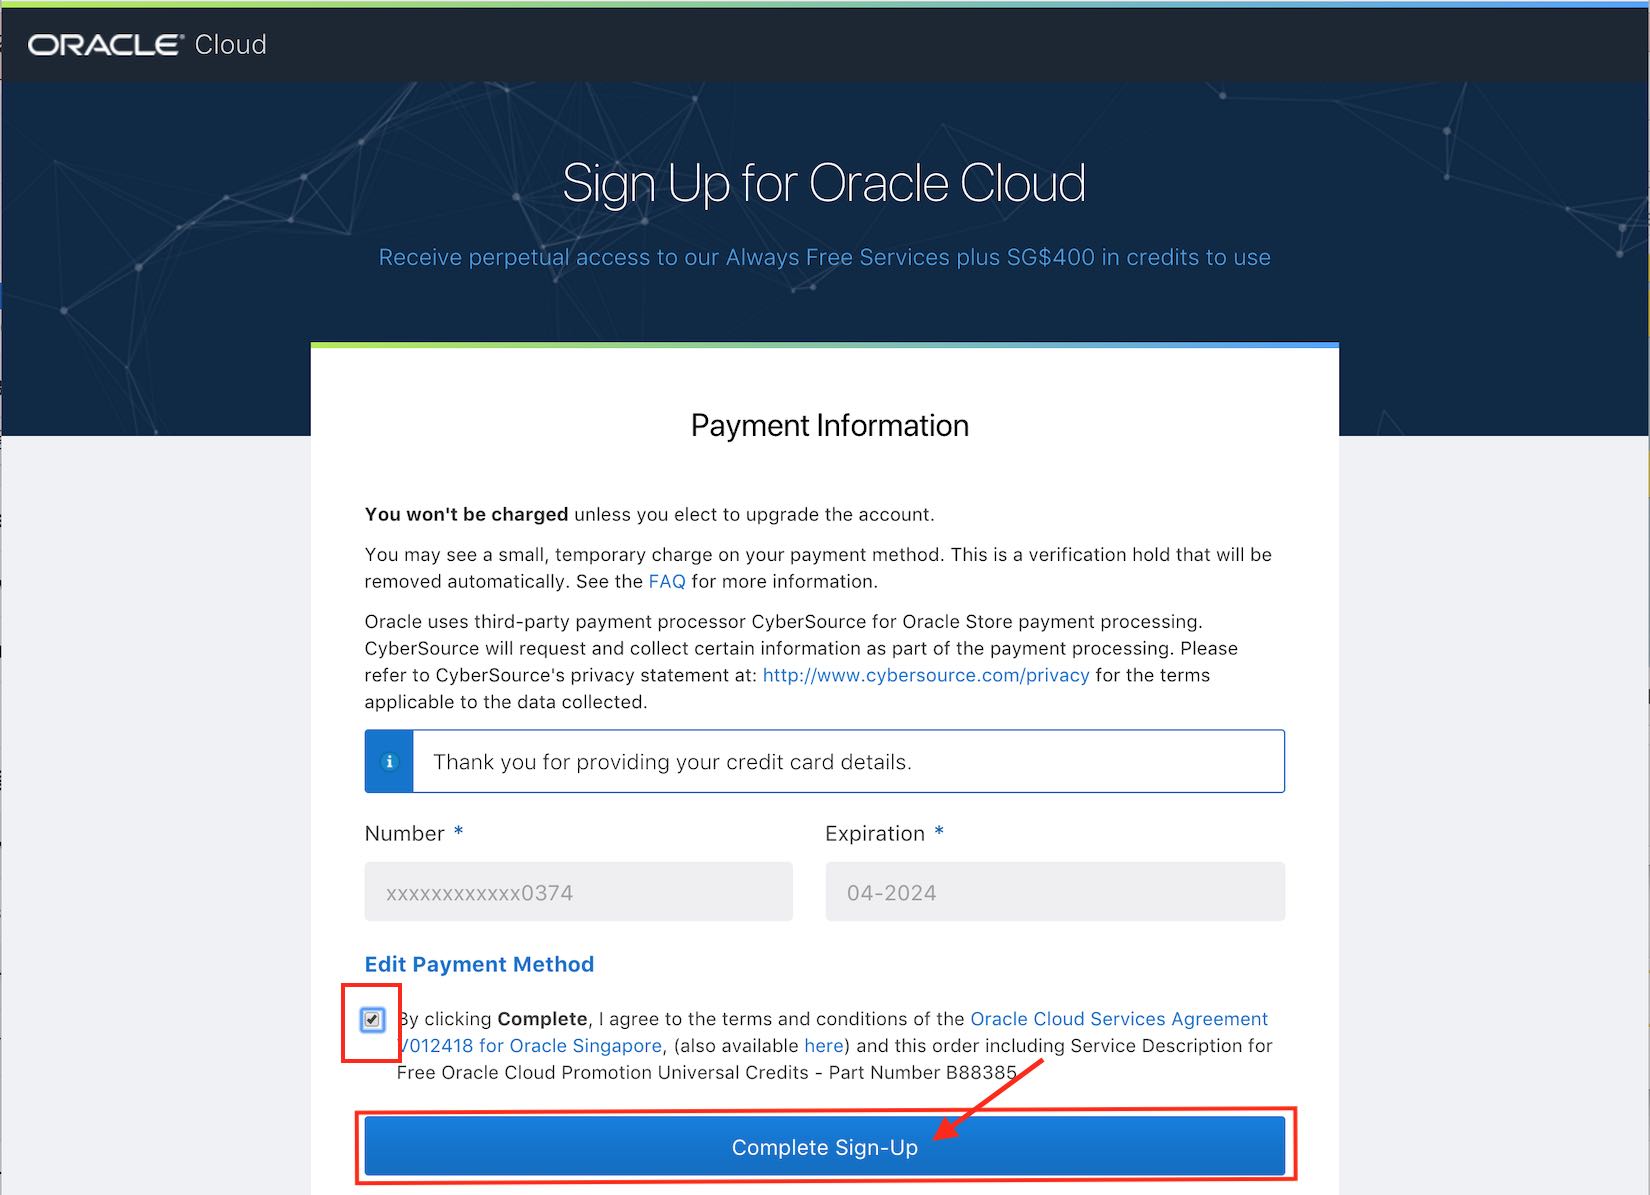 ORACLE® Cloud
Sign Up for Oracle Cloud
Receive perpetual access to our Always Free Services plus SG$400 in credits to use
Payment Information
You won't be charged unless you elect to upgrade the account.
You may see a small, temporary charge on your payment method. This is a verification hold that will be
removed automatically. See the FAQ for more information.
Oracle uses third-party payment processor CyberSource for Oracle Store payment processing.
CyberSource will request and collect certain information as part of the payment processing. Please
refer to CyberSource's privacy statement at: http://www.cybersource.com/privacy for the terms
applicable to the data collected.
Thank you for providing your credit card details.
Number *
Expiration *
xxxxxxxxxxxx0374
04-2024
Edit Payment Method
By clicking Complete, I agree to the terms and conditions of the Oracle Cloud Services Agreement
V012418 for Oracle Singapore, (also available here) and this order including Service Description for
Free Oracle Cloud Promotion Universal Credits - Part Number B88385
Complete Sign-Up